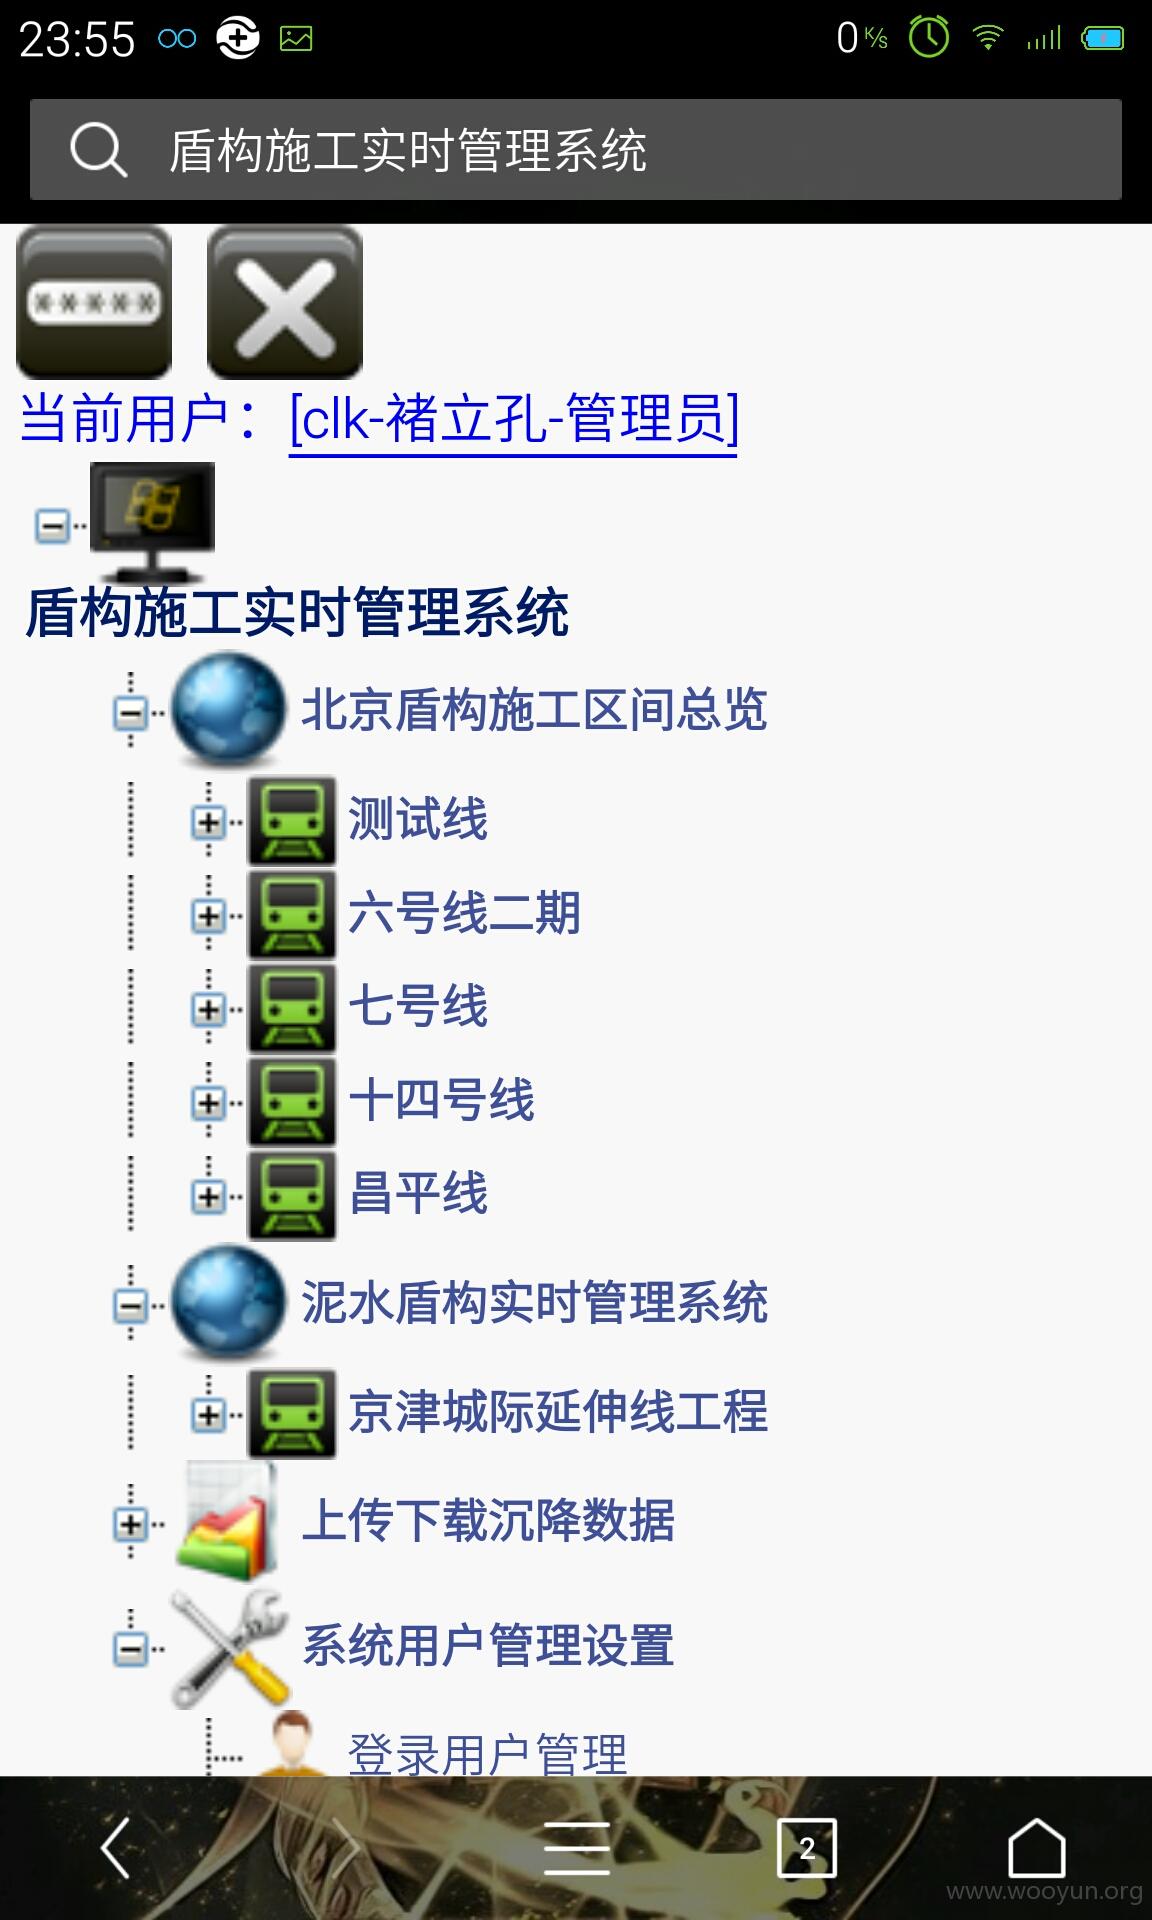 23:55
0 K/s
盾构施工实时管理系统
*****
当前用户：[clk-褚立孔-管理员]
盾构施工实时管理系统
北京盾构施工区间总览
测试线
六号线二期
七号线
十四号线
昌平线
泥水盾构实时管理系统
京津城际延伸线工程
上传下载沉降数据
系统用户管理设置
登录用户管理
2
www.wooyun.org